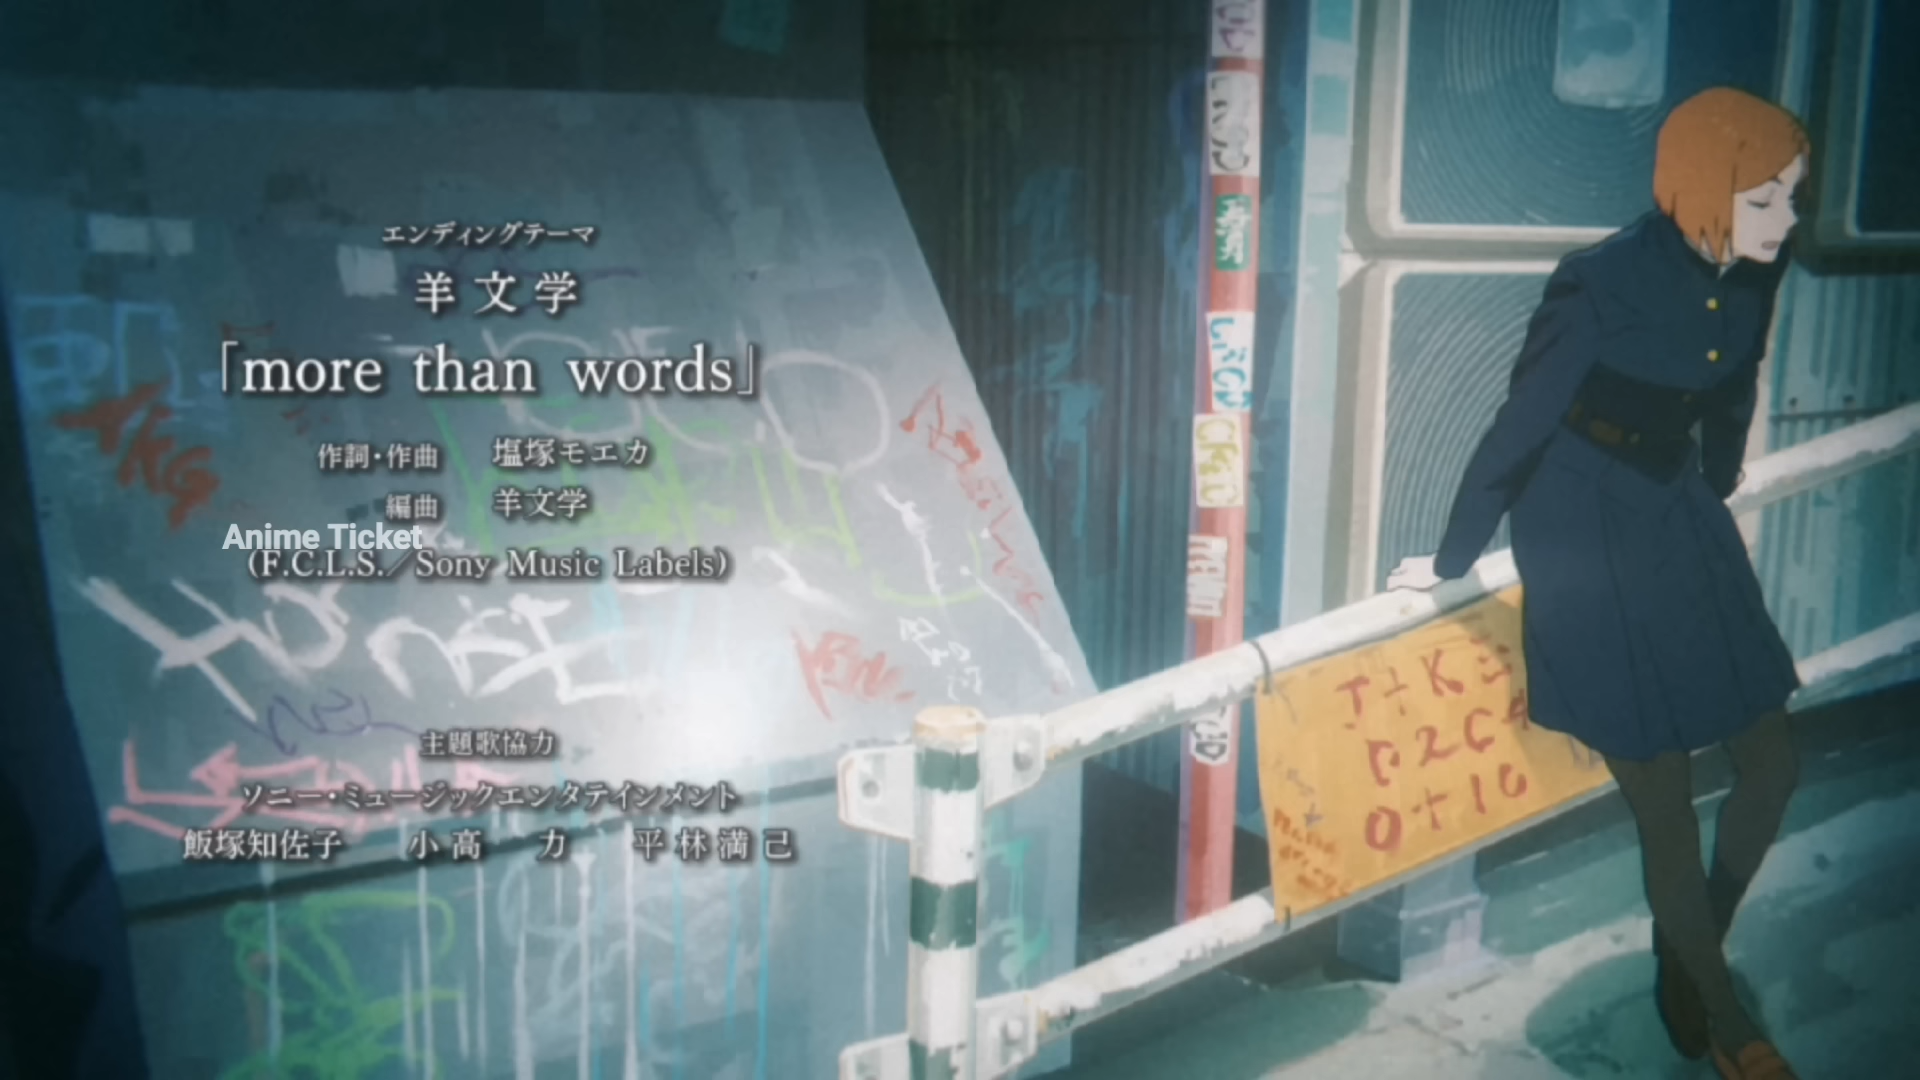 エンディングテーマ
羊文学
「more than words」
作詞・作曲 塩塚モエカ
編曲 羊文学
Anime Ticket
(F.C.L.S.／Sony Music Labels)
主題歌協力
ソニー・ミュージックエンタテインメント
飯塚知佐子 小高 力 平林満己